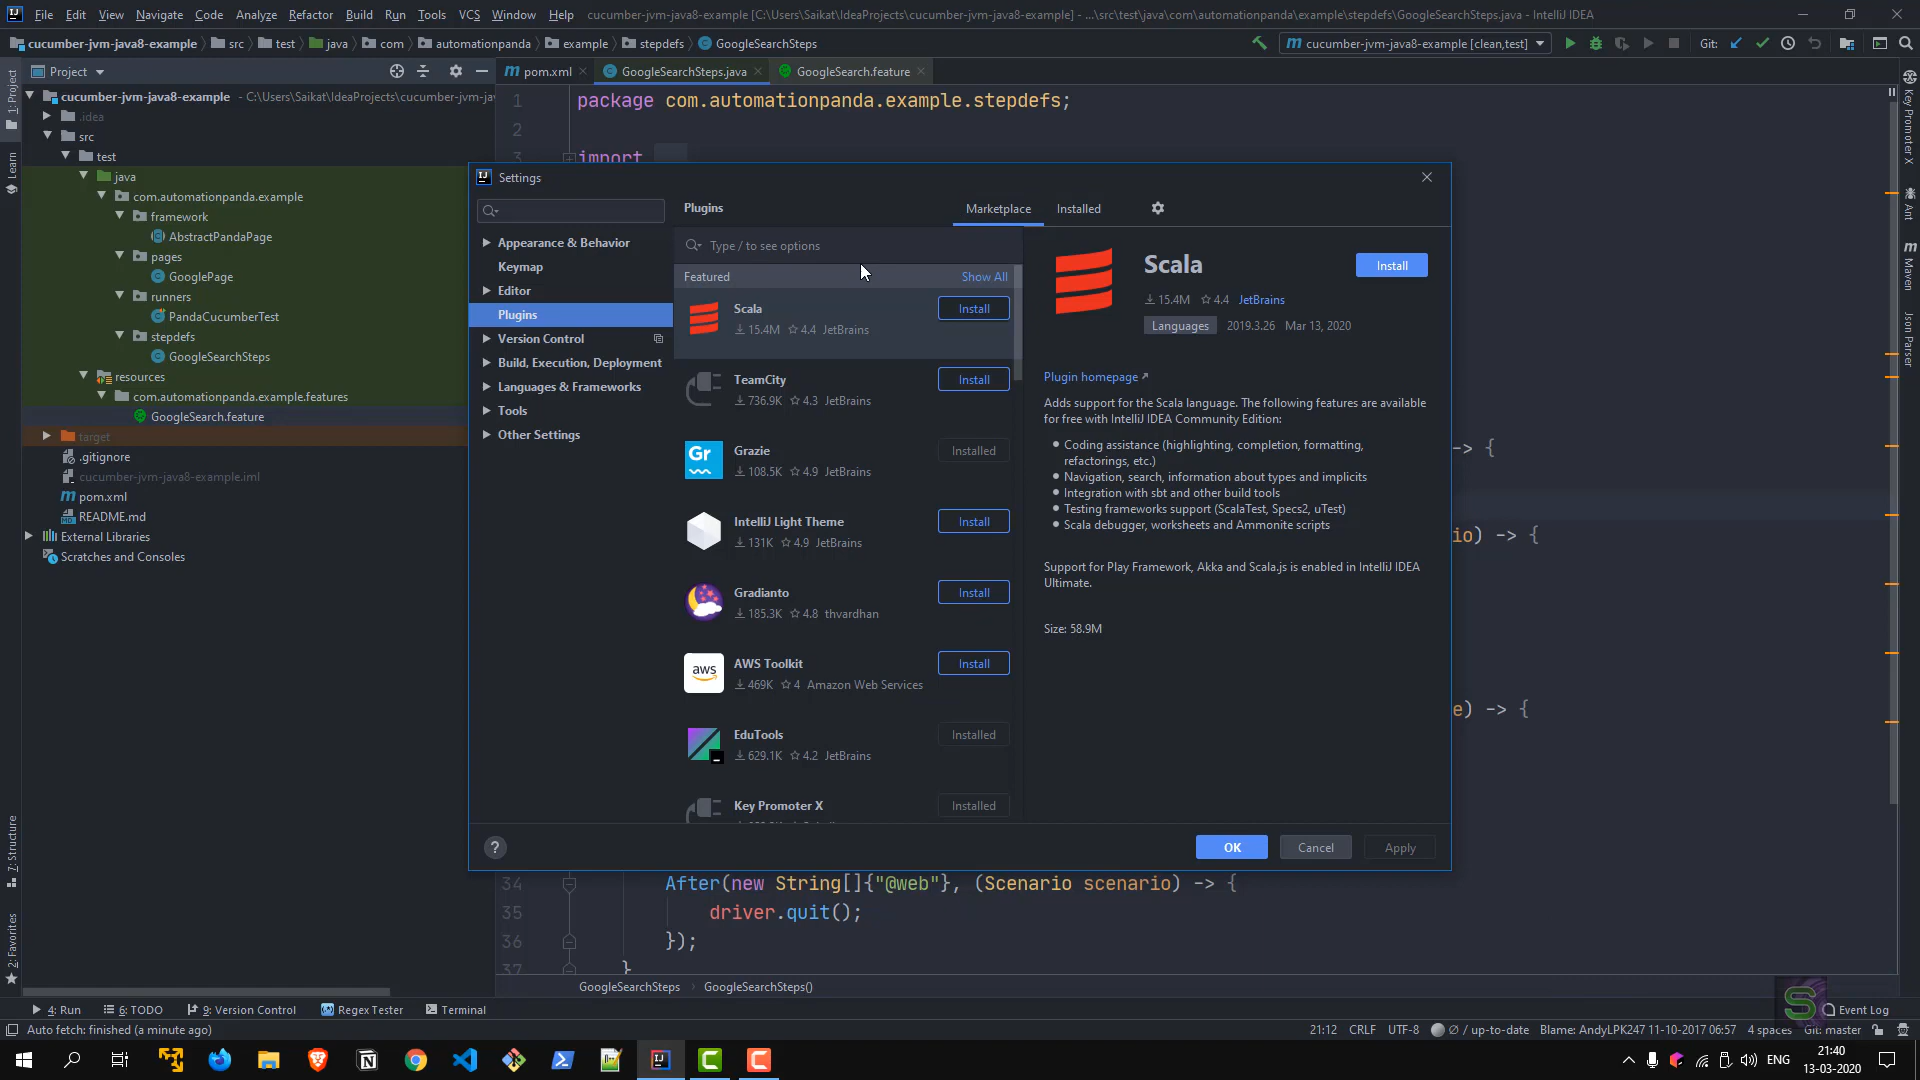 File Edit View Navigate Code Analyze Refactor Build Run Tools VCS Window Help cucumber-jvm-java8-example [C:\Users\Saikat\IdeaProjects\cucumber-jvm-java8-example] - ...\src\test\java\com\automationpanda\example\stepdefs\GoogleSearchSteps.java - IntelliJ IDEA
cucumber-jvm-java8-example src test java com automationpanda example stepdefs GoogleSearchSteps cucumber-jvm-java8-example [clean,test] Git:
Project pom.xml GoogleSearchSteps.java GoogleSearch.feature
cucumber-jvm-java8-example - C:\Users\Saikat\IdeaProjects\cucumber-jvm-ja
.idea
src
test
java
com.automationpanda.example
framework
AbstractPandaPage
pages
GooglePage
runners
PandaCucumberTest
stepdefs
GoogleSearchSteps
resources
com.automationpanda.example.features
GoogleSearch.feature
target
.gitignore
cucumber-jvm-java8-example.iml
pom.xml
README.md
External Libraries
Scratches and Consoles
1: Project
Learn
7: Structure
2: Favorites
1 package com.automationpanda.example.stepdefs;
2
3 import
-> {
io) -> {
e) -> {
34 After(new String[]{"@web"}, (Scenario scenario) -> {
35 driver.quit();
36 });
37 }
GoogleSearchSteps GoogleSearchSteps()
Settings
Appearance & Behavior
Keymap
Editor
Plugins
Version Control
Build, Execution, Deployment
Languages & Frameworks
Tools
Other Settings
Plugins Marketplace Installed
Type / to see options
Featured Show All
Scala Install
15.4M 4.4 JetBrains
TeamCity Install
736.9K 4.3 JetBrains
Gr
Grazie Installed
108.5K 4.9 JetBrains
IntelliJ Light Theme Install
131K 4.9 JetBrains
Gradianto Install
185.3K 4.8 thvardhan
aws
AWS Toolkit Install
469K 4 Amazon Web Services
EduTools Installed
629.1K 4.2 JetBrains
Key Promoter X Installed
Scala Install
15.4M 4.4 JetBrains
Languages 2019.3.26 Mar 13, 2020
Plugin homepage
Adds support for the Scala language. The following features are available
for free with IntelliJ IDEA Community Edition:
Coding assistance (highlighting, completion, formatting,
refactorings, etc.)
Navigation, search, information about types and implicits
Integration with sbt and other build tools
Testing frameworks support (ScalaTest, Specs2, uTest)
Scala debugger, worksheets and Ammonite scripts
Support for Play Framework, Akka and Scala.js is enabled in IntelliJ IDEA
Ultimate.
Size: 58.9M
? OK Cancel Apply
Key Promoter X
Ant
Maven
Json Parser
4: Run 6: TODO 9: Version Control Regex Tester Terminal Event Log
Auto fetch: finished (a minute ago) 21:12 CRLF UTF-8 / up-to-date Blame: AndyLPK247 11-10-2017 06:57 4 spaces Git: master
ENG 21:40
13-03-2020